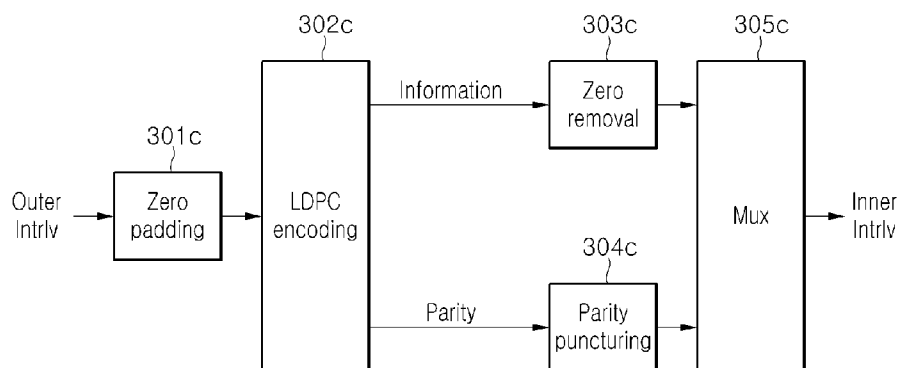 302c
303c
305c
Information
Zero
removal
301c
Outer
Intrlv
Zero
padding
LDPC
encoding
Mux
Inner
Intrlv
304c
Parity
Parity
puncturing